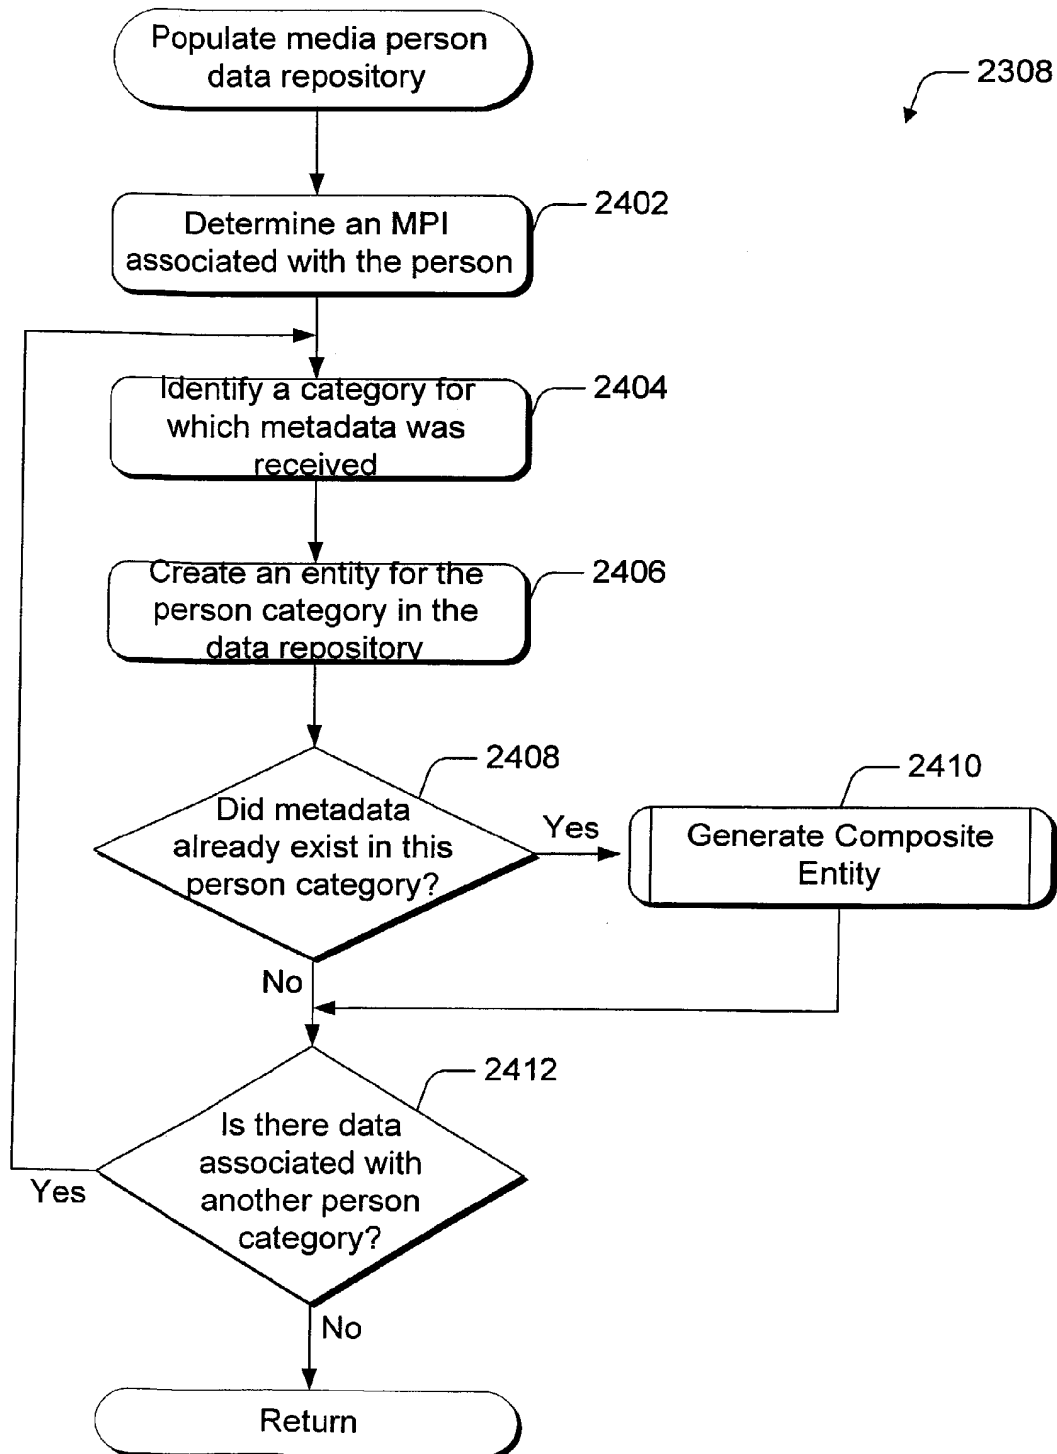 Populate media person
data repository
2308
Determine an MPI
associated with the person
2402
Identify a category for
which metadata was
received
2404
Create an entity for the
person category in the
data repository
2406
Did metadata
already exist in this
person category?
2408
Yes
Generate Composite
Entity
2410
No
Is there data
associated with
another person
category?
2412
Yes
No
Return